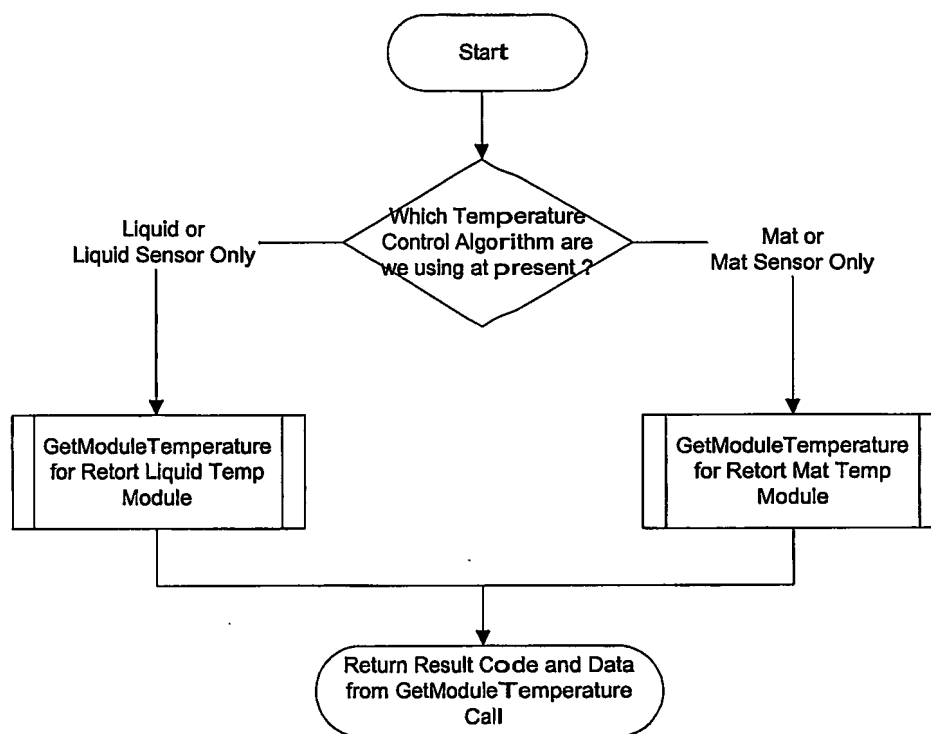 Start
Which Temperature
Control Algorithm are
we using at present ?
Liquid or
Liquid Sensor Only
Mat or
Mat Sensor Only
GetModuleTemperature
for Retort Liquid Temp
Module
GetModuleTemperature
for Retort Mat Temp
Module
Return Result Code and Data
from GetModuleTemperature
Call